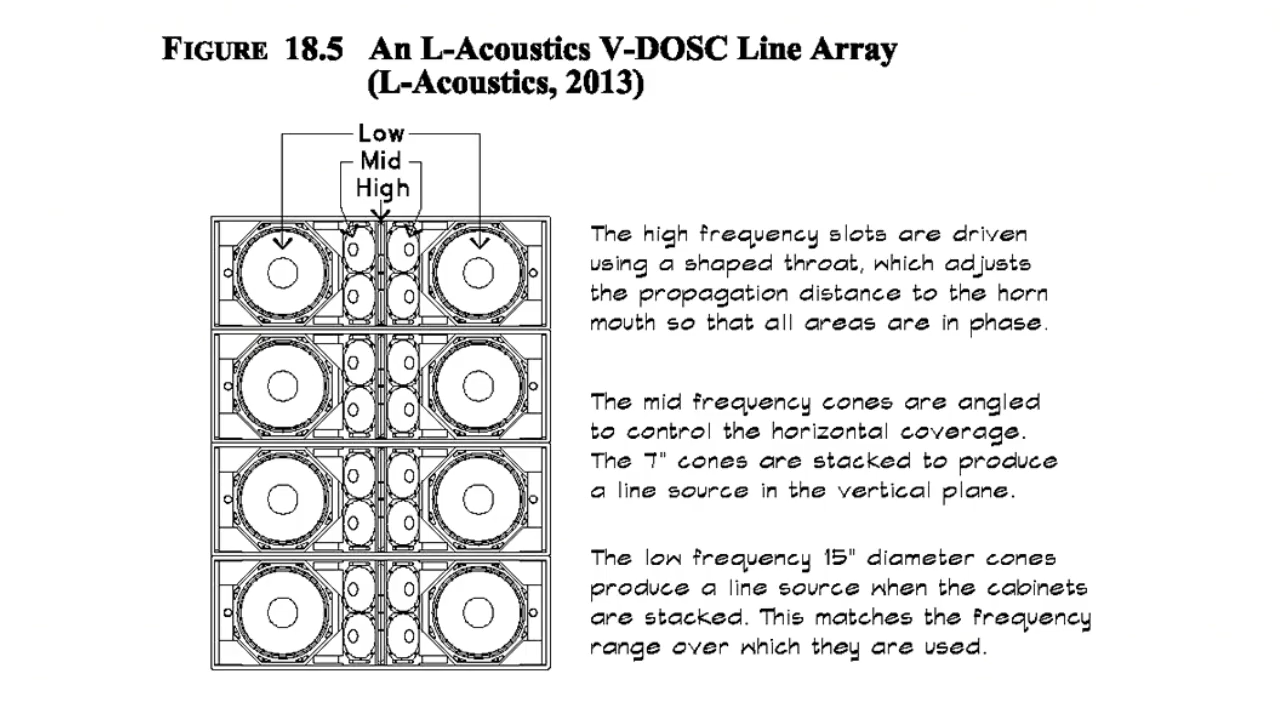 FIGURE 18.5 An L-Acoustics V-DOSC Line Array
(L-Acoustics, 2013)
Low
Mid
High
The high frequency slots are driven
using a shaped throat, which adjusts
the propagation distance to the horn
mouth so that all areas are in phase.
The mid frequency cones are angled
to control the horizontal coverage.
The 7" cones are stacked to produce
a line source in the vertical plane.
The low frequency 15" diameter cones
produce a line source when the cabinets
are stacked. This matches the frequency
range over which they are used.